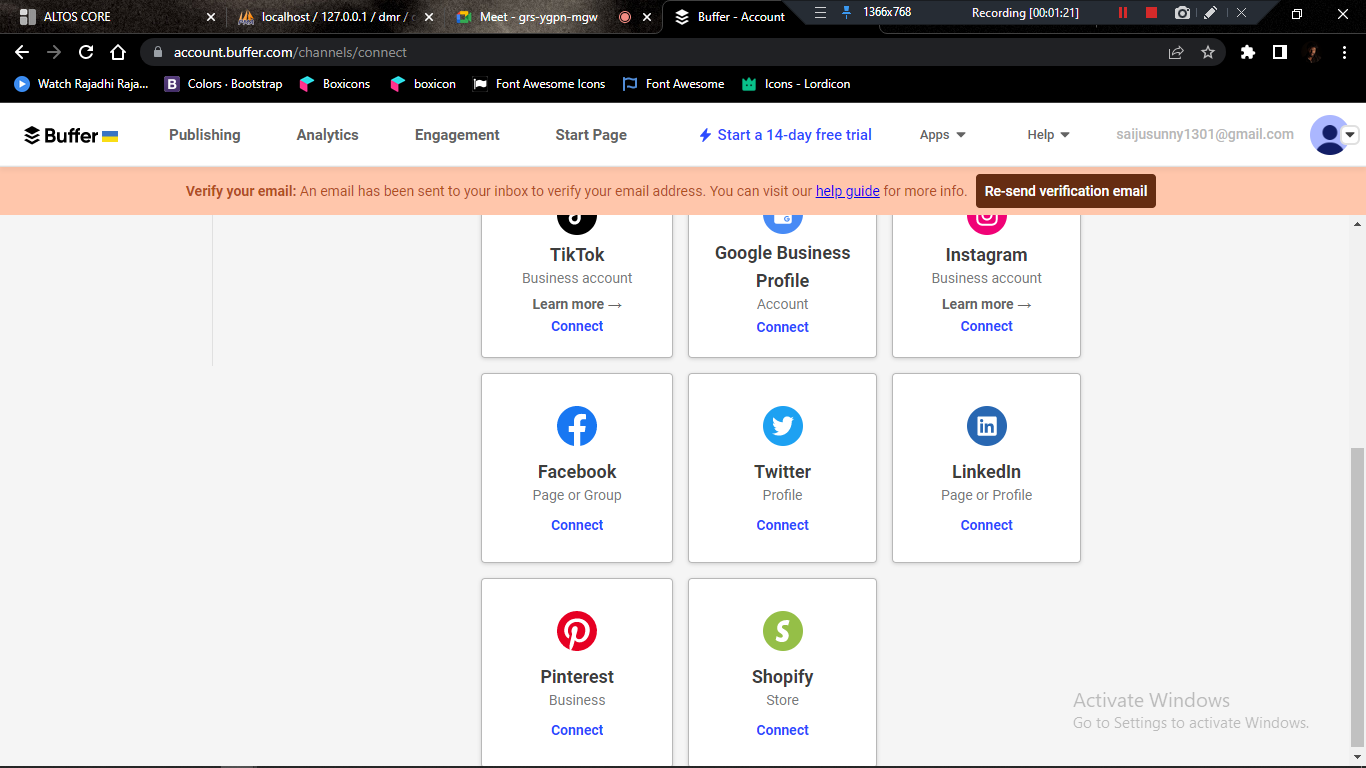 ALTOS CORE
localhost / 127.0.0.1 / dmr /
Meet - grs-ygpn-mgw
Buffer - Account
1366x768
Recording [00:01:21]
account.buffer.com/channels/connect
Watch Rajadhi Raja...
B Colors · Bootstrap
Boxicons
boxicon
Font Awesome Icons
Font Awesome
Icons - Lordicon
Buffer
Publishing
Analytics
Engagement
Start Page
Start a 14-day free trial
Apps
Help
saijusunny1301@gmail.com
Verify your email: An email has been sent to your inbox to verify your email address. You can visit our help guide for more info.
Re-send verification email
TikTok
Business account
Learn more →
Connect
Google Business
Profile
Account
Connect
Instagram
Business account
Learn more →
Connect
Facebook
Page or Group
Connect
Twitter
Profile
Connect
in
LinkedIn
Page or Profile
Connect
Pinterest
Business
Connect
Shopify
Store
Connect
Activate Windows
Go to Settings to activate Windows.